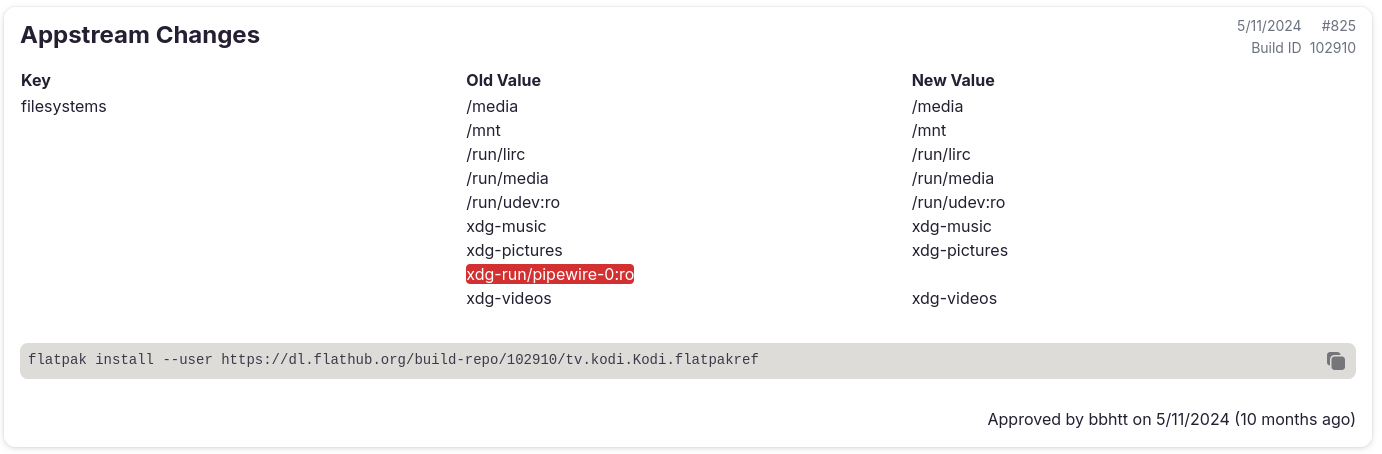 Appstream Changes
5/11/2024 #825
Build ID 102910
Key Old Value New Value
filesystems /media /media
/mnt /mnt
/run/lirc /run/lirc
/run/media /run/media
/run/udev:ro /run/udev:ro
xdg-music xdg-music
xdg-pictures xdg-pictures
xdg-run/pipewire-0:ro
xdg-videos xdg-videos
flatpak install --user https://dl.flathub.org/build-repo/102910/tv.kodi.Kodi.flatpakref
Approved by bbhtt on 5/11/2024 (10 months ago)